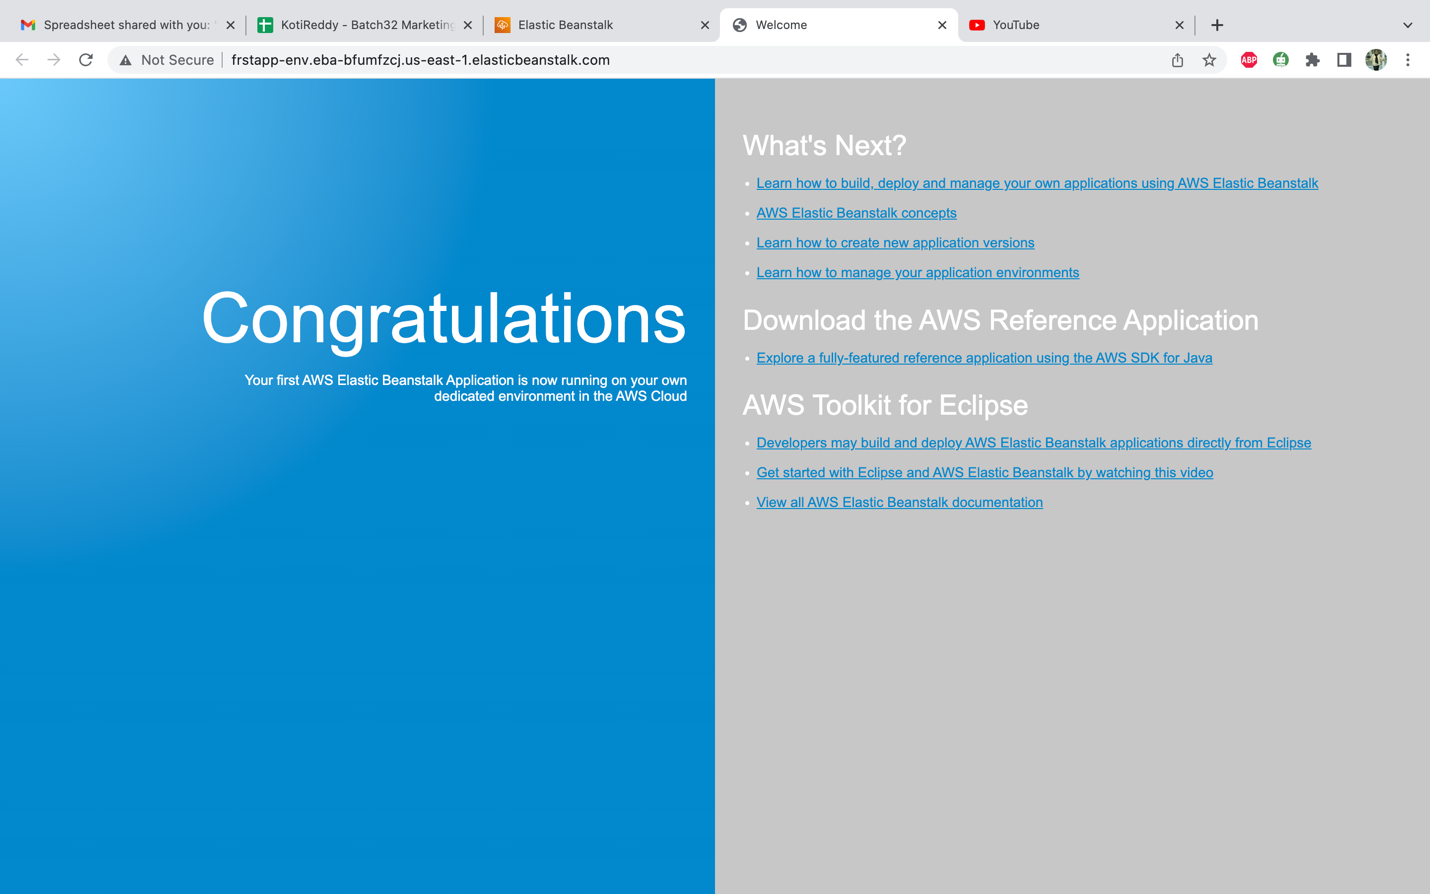 Spreadsheet shared with you:
KotiReddy - Batch32 Marketing
Elastic Beanstalk
Welcome
YouTube
Not Secure
frstapp-env.eba-bfumfzcj.us-east-1.elasticbeanstalk.com
ABP
Congratulations
Your first AWS Elastic Beanstalk Application is now running on your own
dedicated environment in the AWS Cloud
What's Next?
Learn how to build, deploy and manage your own applications using AWS Elastic Beanstalk
AWS Elastic Beanstalk concepts
Learn how to create new application versions
Learn how to manage your application environments
Download the AWS Reference Application
Explore a fully-featured reference application using the AWS SDK for Java
AWS Toolkit for Eclipse
Developers may build and deploy AWS Elastic Beanstalk applications directly from Eclipse
Get started with Eclipse and AWS Elastic Beanstalk by watching this video
View all AWS Elastic Beanstalk documentation